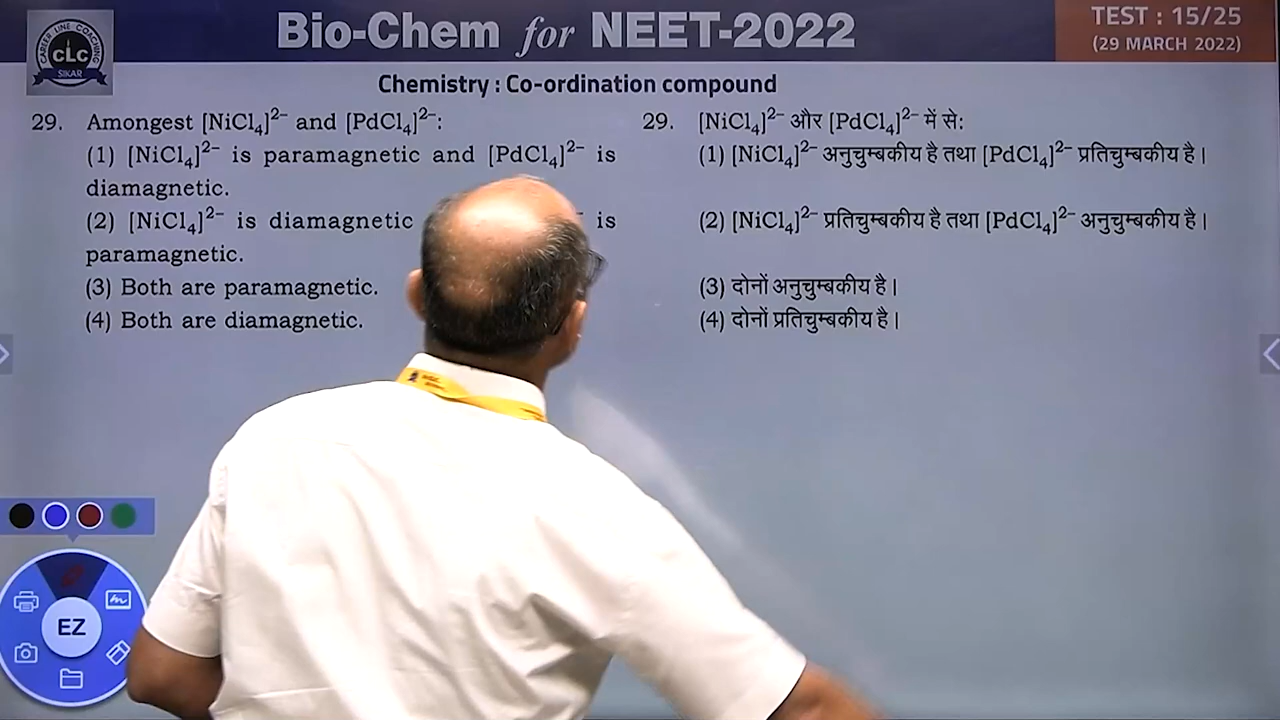 CAREER LINE COACHING
CLC
SIKAR
Bio-Chem for NEET-2022
TEST : 15/25
(29 MARCH 2022)
Chemistry : Co-ordination compound
29. Amongest [NiCl₄]²⁻ and [PdCl₄]²⁻:
(1) [NiCl₄]²⁻ is paramagnetic and [PdCl₄]²⁻ is
diamagnetic.
(2) [NiCl₄]²⁻ is diamagnetic is
paramagnetic.
(3) Both are paramagnetic.
(4) Both are diamagnetic.
29. [NiCl₄]²⁻ और [PdCl₄]²⁻ में से:
(1) [NiCl₄]²⁻ अनुचुम्बकीय है तथा [PdCl₄]²⁻ प्रतिचुम्बकीय है।
(2) [NiCl₄]²⁻ प्रतिचुम्बकीय है तथा [PdCl₄]²⁻ अनुचुम्बकीय है।
(3) दोनों अनुचुम्बकीय है।
(4) दोनों प्रतिचुम्बकीय है।
EZ